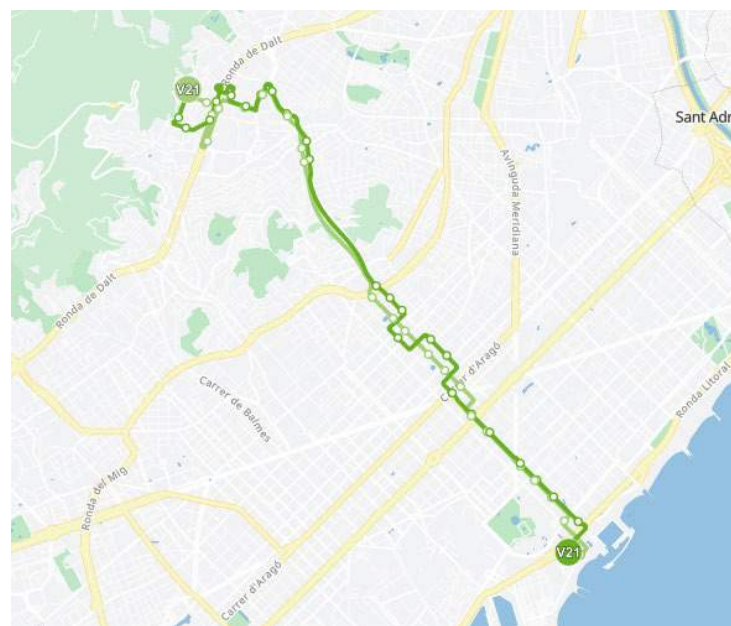 Ronda de Dalt
V21
Sant Adr
Avinguda Meridiana
Ronda de Dalt
Carrer d'Aragó
Ronda Litoral
Carrer de Balmes
Ronda del Mig
V21
Carrer d'Aragó